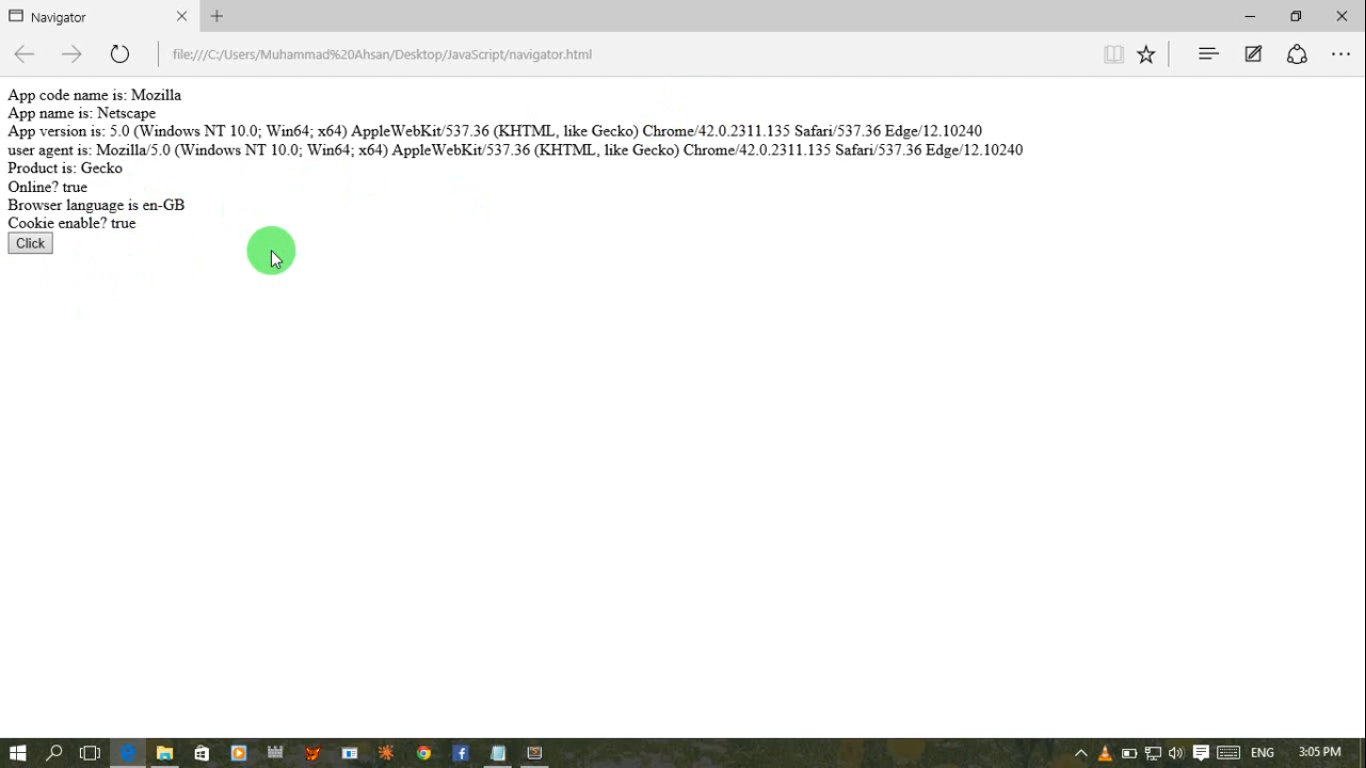 Navigator
file:///C:/Users/Muhammad%20Ahsan/Desktop/JavaScript/navigator.html
App code name is: Mozilla
App name is: Netscape
App version is: 5.0 (Windows NT 10.0; Win64; x64) AppleWebKit/537.36 (KHTML, like Gecko) Chrome/42.0.2311.135 Safari/537.36 Edge/12.10240
user agent is: Mozilla/5.0 (Windows NT 10.0; Win64; x64) AppleWebKit/537.36 (KHTML, like Gecko) Chrome/42.0.2311.135 Safari/537.36 Edge/12.10240
Product is: Gecko
Online? true
Browser language is en-GB
Cookie enable? true
Click
ENG
3:05 PM